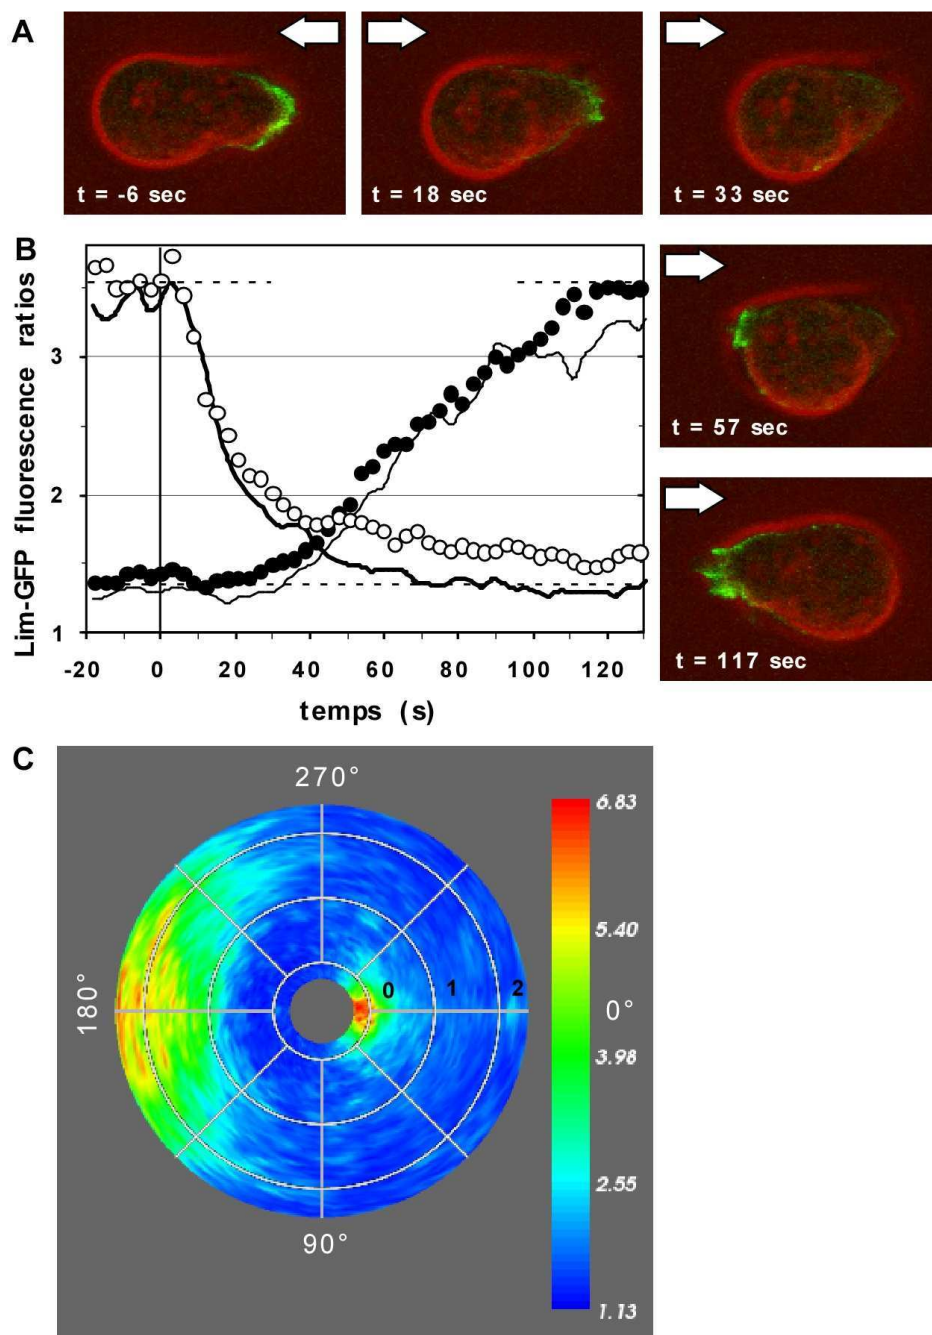 A
t = -6 sec
t = 18 sec
t = 33 sec
B
Lim-GFP fluorescence ratios
3
2
1
-20 0 20 40 60 80 100 120
temps (s)
t = 57 sec
t = 117 sec
C
270°
180°
90°
0°
0 1 2
6.83
5.40
3.98
2.55
1.13